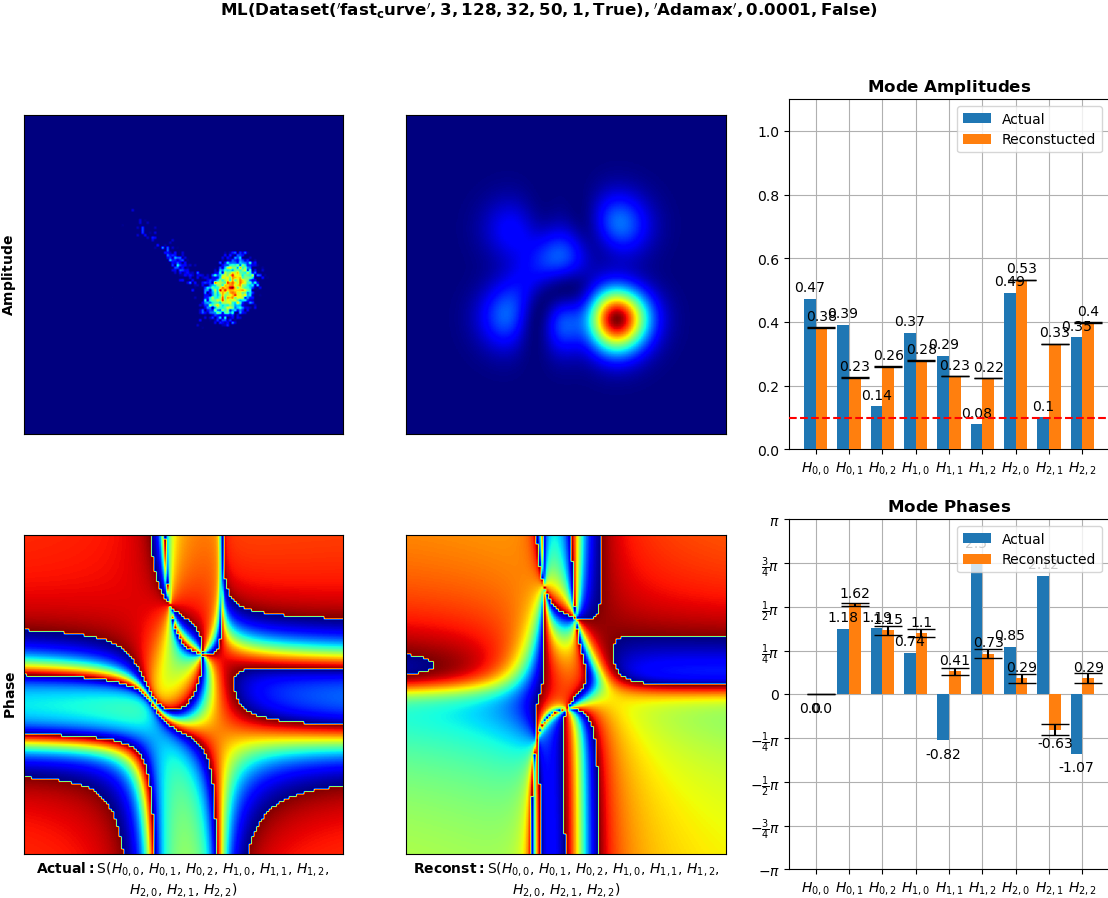 ML(Dataset('fast_curve', 3, 128, 32, 50, 1, True), 'Adamax', 0.0001, False)
Amplitude
Mode Amplitudes
Actual
Reconstucted
1.0
0.8
0.6
0.4
0.2
0.0
0.47 0.39 0.14 0.37 0.29 0.08 0.49 0.1 0.35
0.38 0.23 0.26 0.28 0.23 0.22 0.53 0.33 0.4
H0,0 H0,1 H0,2 H1,0 H1,1 H1,2 H2,0 H2,1 H2,2
Phase
Mode Phases
Actual
Reconstucted
π
3/4π
1/2π
1/4π
0
−1/4π
−1/2π
−3/4π
−π
0.0 1.18 1.19 0.74 -0.82 0.85 2.12 -1.07
0.0 1.62 1.15 1.1 0.41 0.73 0.29 -0.63 0.29
H0,0 H0,1 H0,2 H1,0 H1,1 H1,2 H2,0 H2,1 H2,2
Actual: S(H0,0, H0,1, H0,2, H1,0, H1,1, H1,2,
H2,0, H2,1, H2,2)
Reconst: S(H0,0, H0,1, H0,2, H1,0, H1,1, H1,2,
H2,0, H2,1, H2,2)